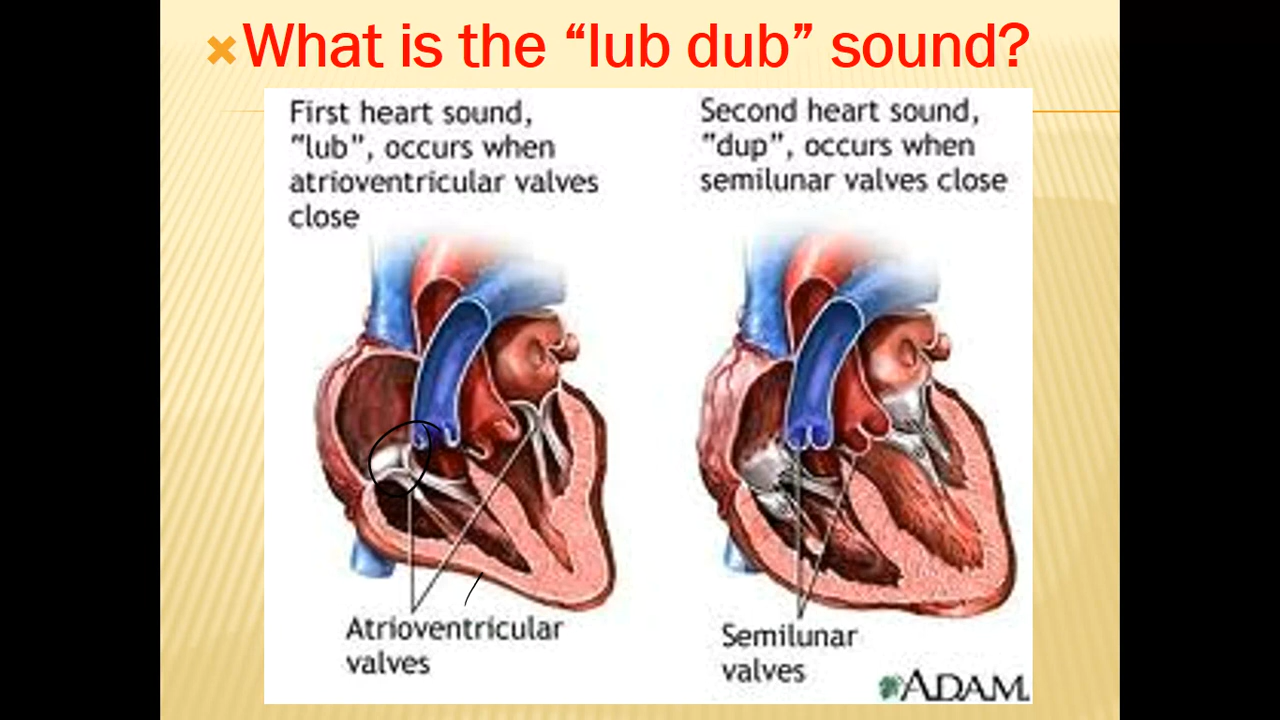 What is the “lub dub” sound?
First heart sound,
“lub”, occurs when
atrioventricular valves
close
Second heart sound,
”dup”, occurs when
semilunar valves close
Atrioventricular
valves
Semilunar
valves
ADAM.